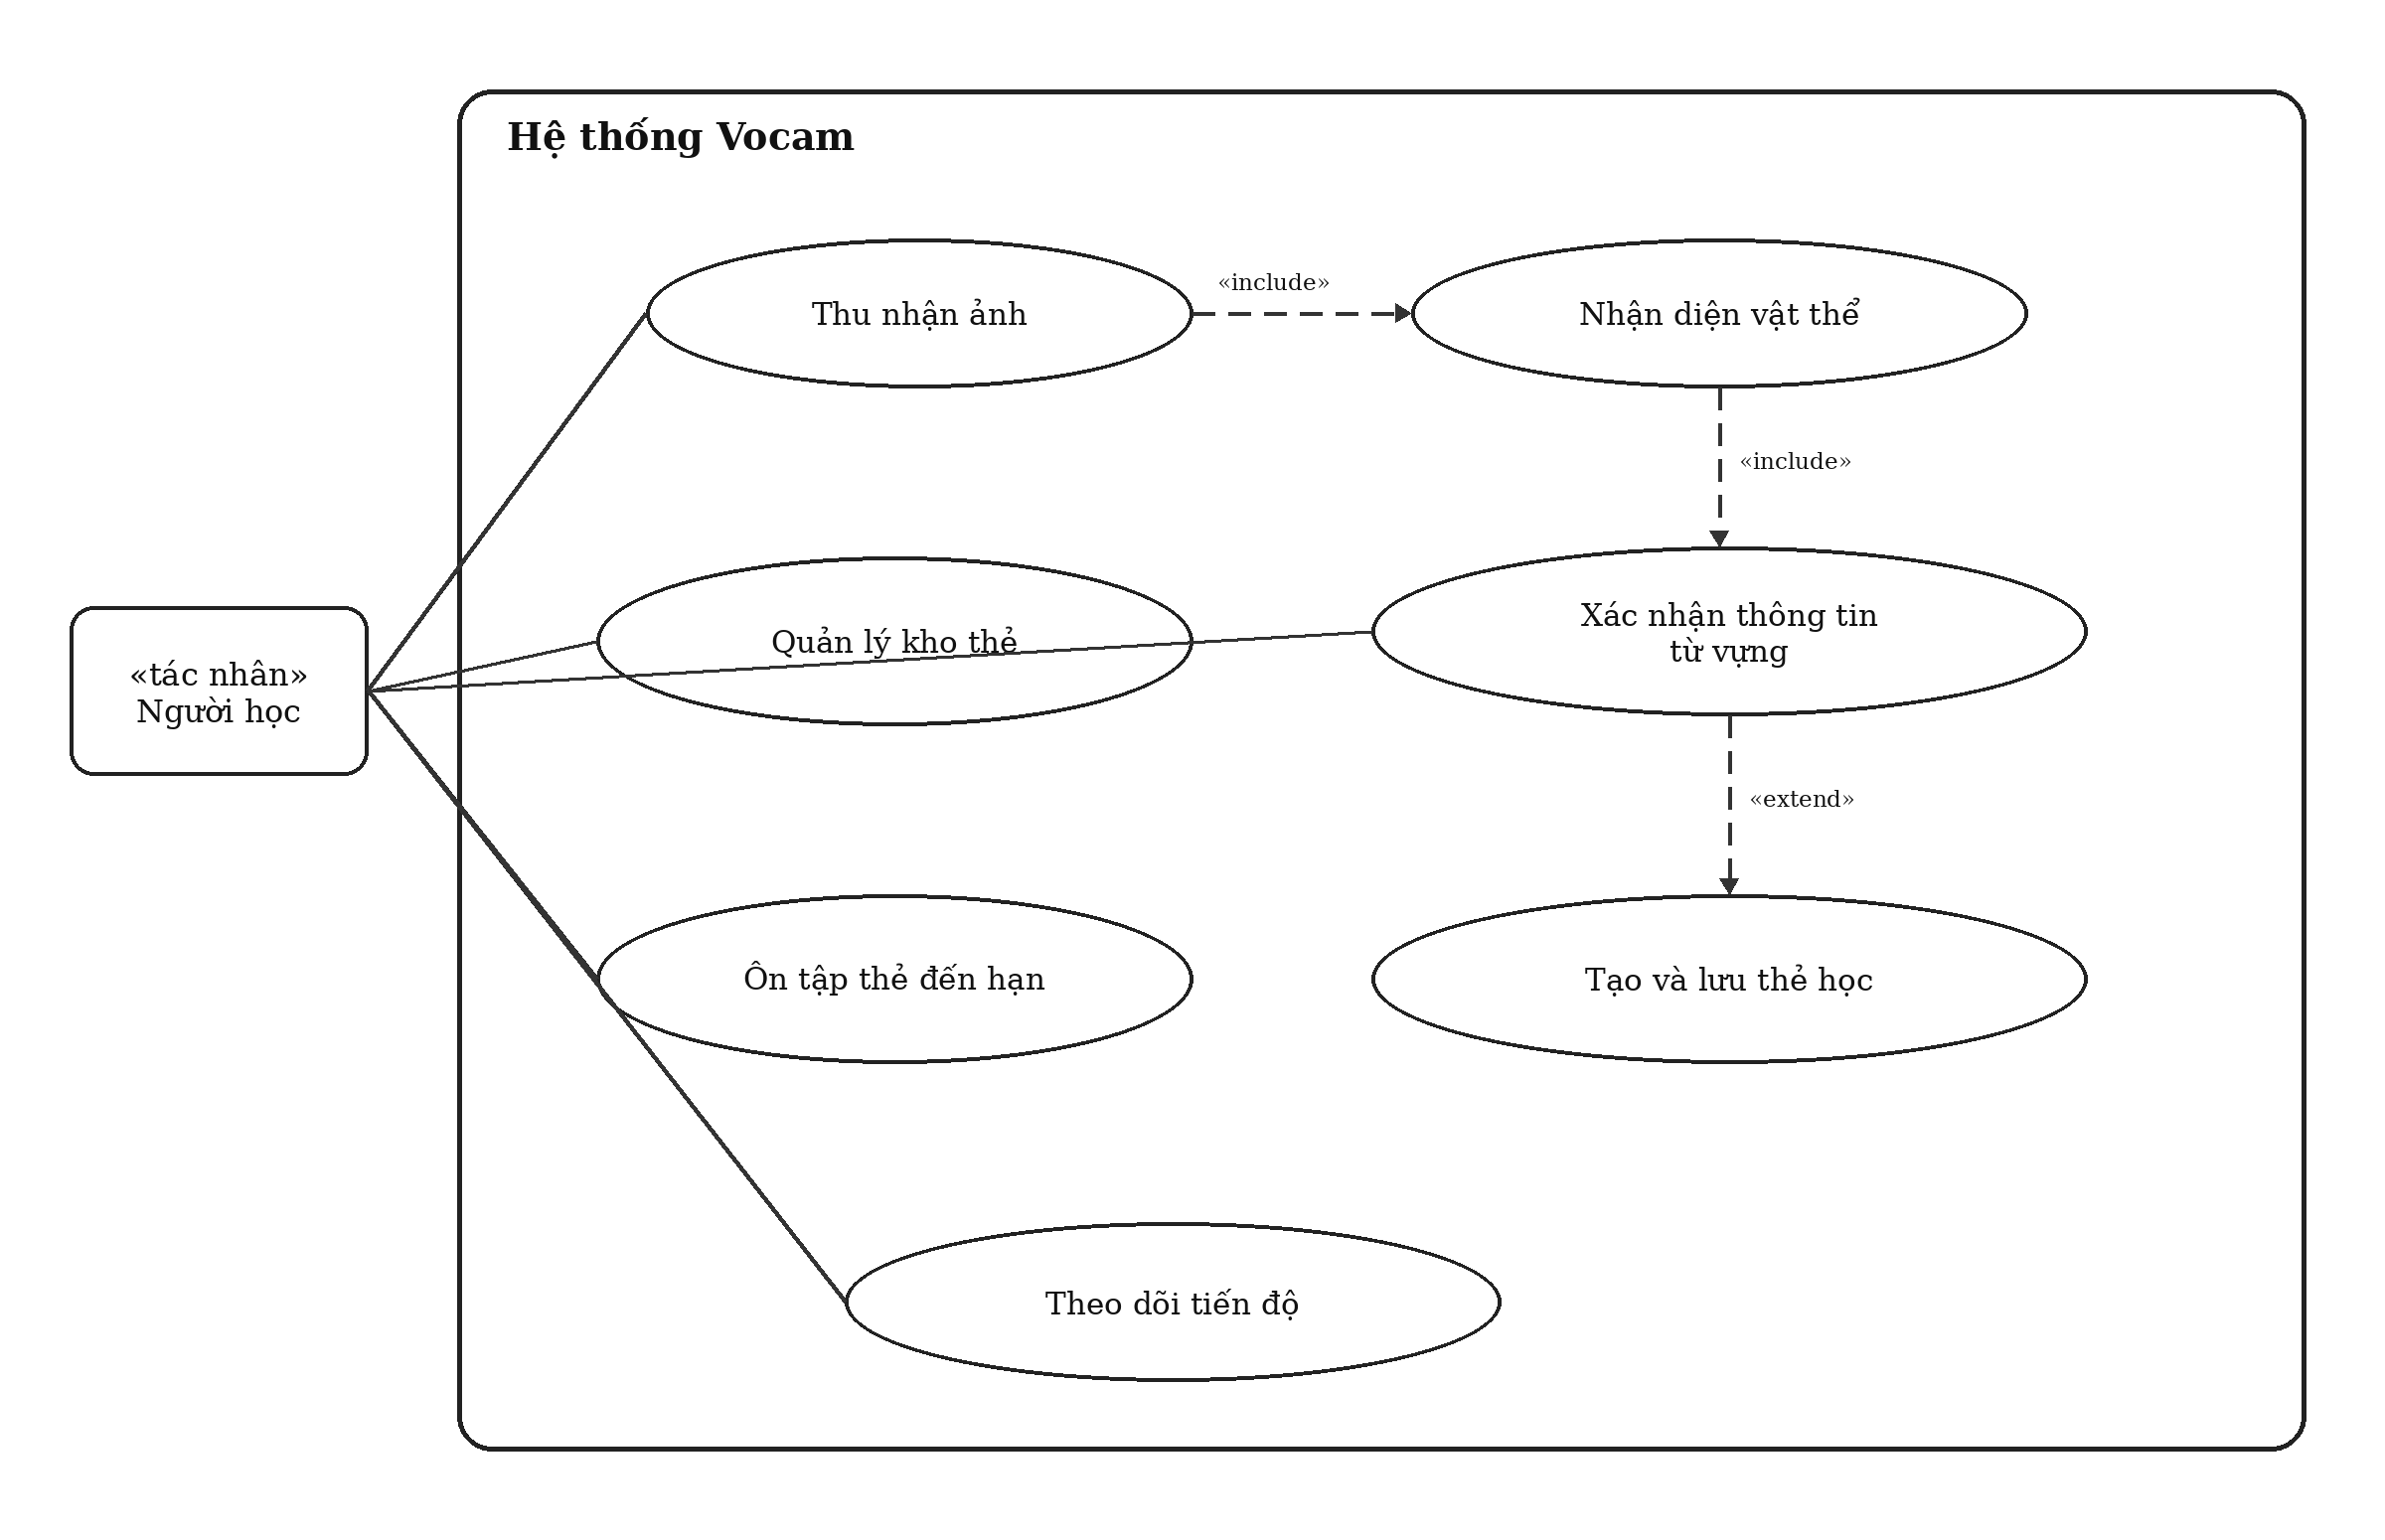 Hệ thống Vocam
Thu nhận ảnh
«include»
Nhận diện vật thể
«include»
«tác nhân»
Người học
Quản lý kho thẻ
Xác nhận thông tin
từ vựng
«extend»
Ôn tập thẻ đến hạn
Tạo và lưu thẻ học
Theo dõi tiến độ